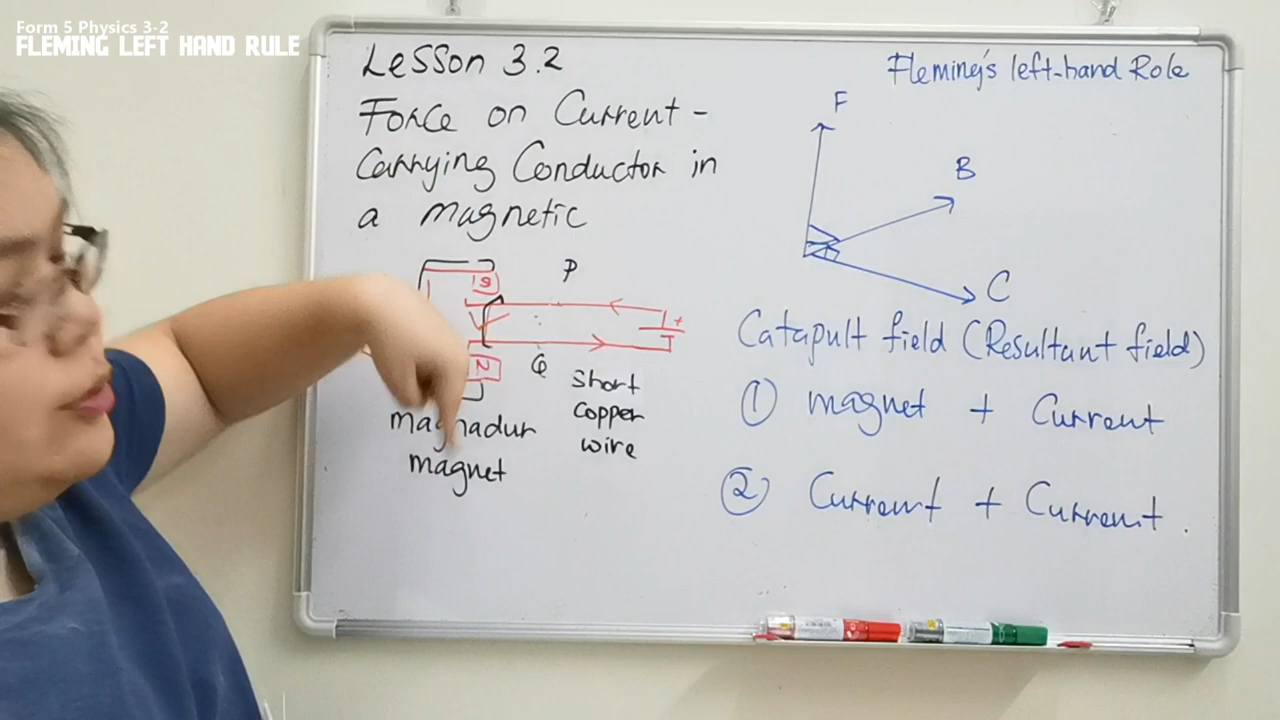 Form 5 Physics 3-2
FLEMING LEFT HAND RULE
Lesson 3.2
Force on Current-
Carrying Conductor in
a magnetic
S
P
+
N
Q
magnadur
magnet
Short
Copper
wire
Fleming's left-hand Role
F
B
C
Catapult field (Resultant field)
① magnet + Current
② Current + Current.